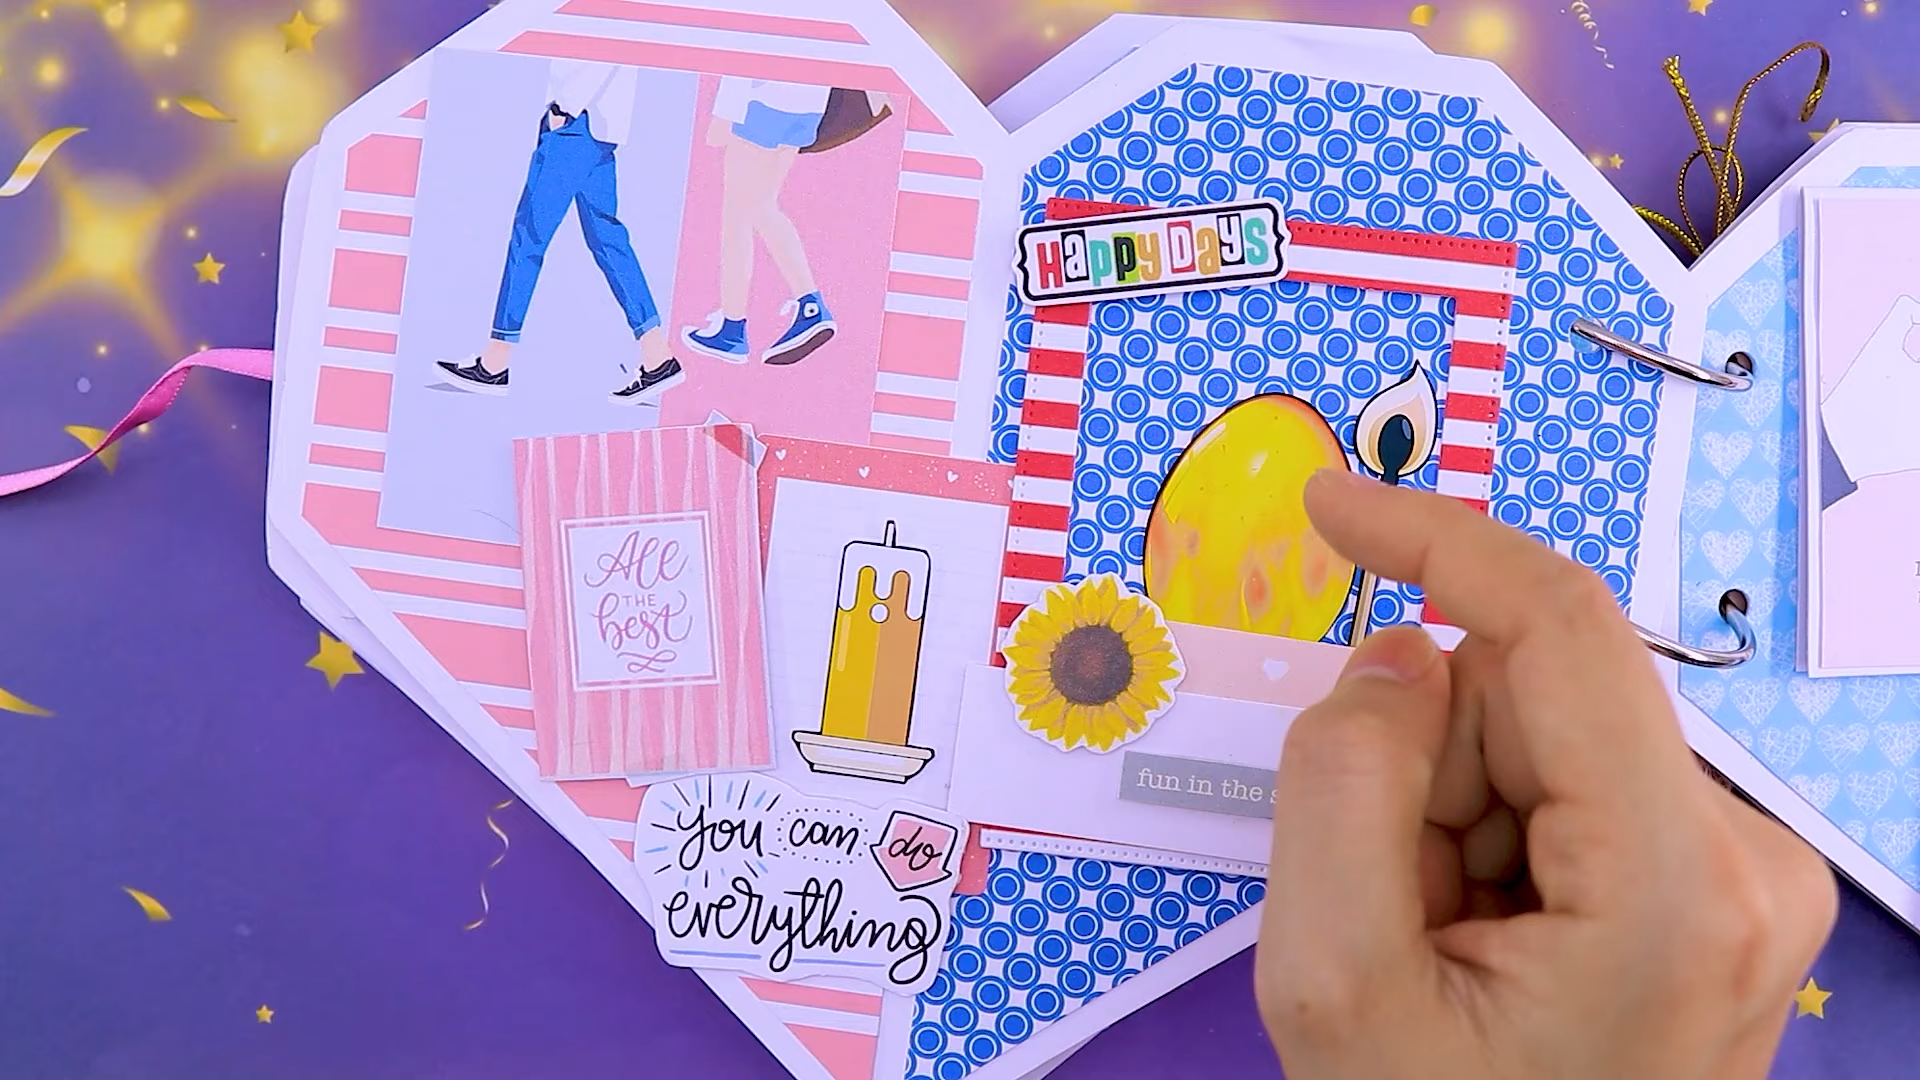 Happy Days
All
THE
best
fun in the
you can do
everything